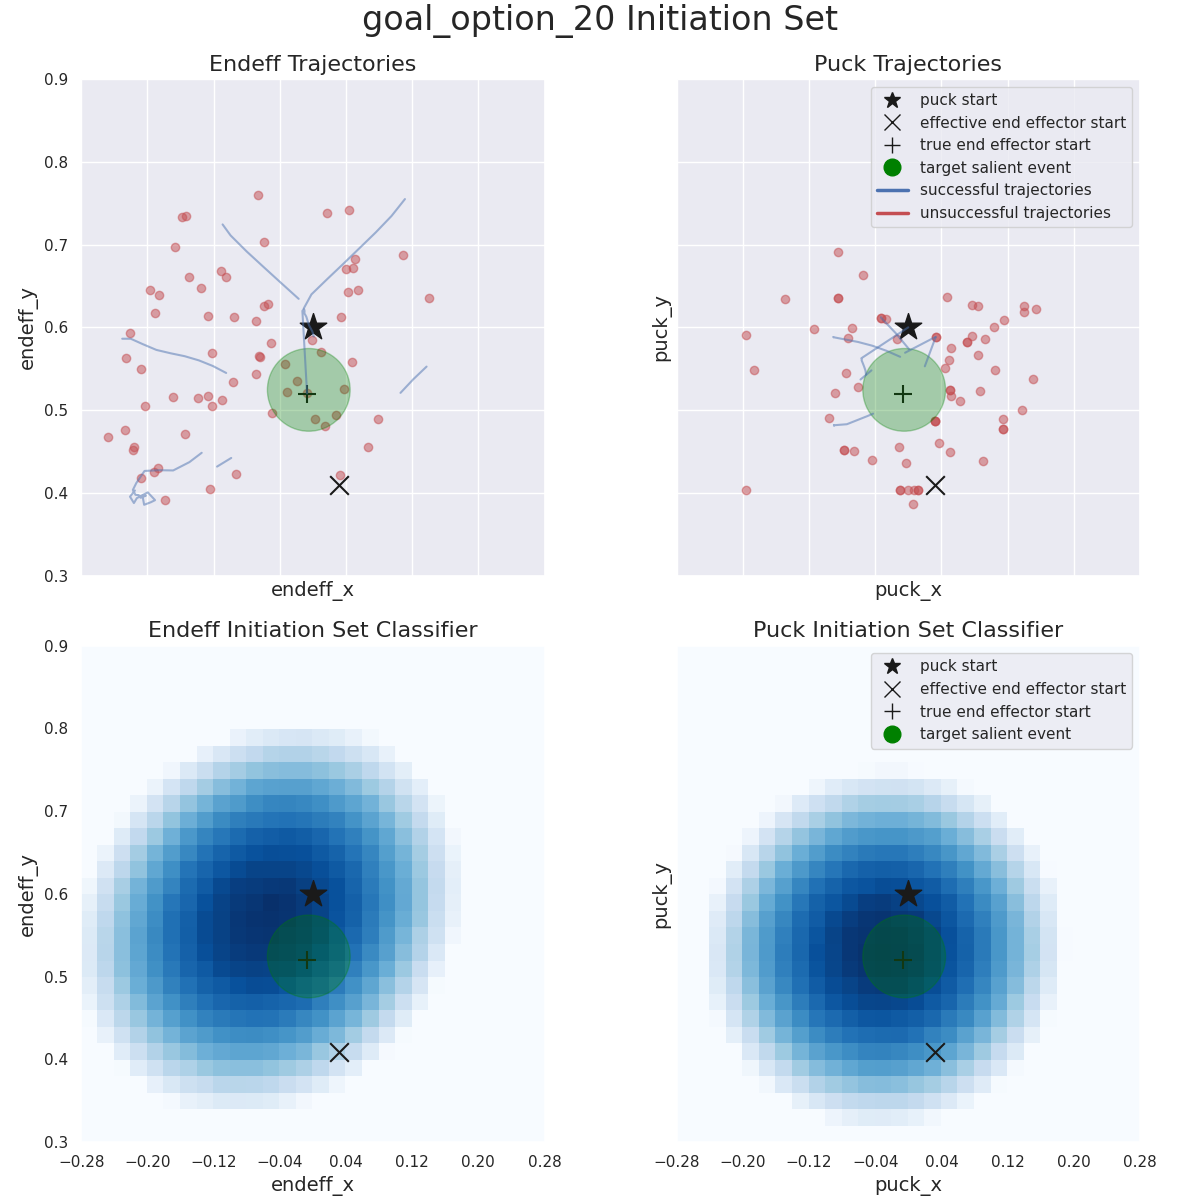 goal_option_20 Initiation Set
Endeff Trajectories
0.9
0.8
0.7
0.6
0.5
0.4
0.3
endeff_y
endeff_x
Puck Trajectories
puck start
effective end effector start
true end effector start
target salient event
successful trajectories
unsuccessful trajectories
puck_y
puck_x
Endeff Initiation Set Classifier
0.9
0.8
0.7
0.6
0.5
0.4
0.3
endeff_y
−0.28 −0.20 −0.12 −0.04 0.04 0.12 0.20 0.28
endeff_x
Puck Initiation Set Classifier
puck start
effective end effector start
true end effector start
target salient event
puck_y
−0.28 −0.20 −0.12 −0.04 0.04 0.12 0.20 0.28
puck_x